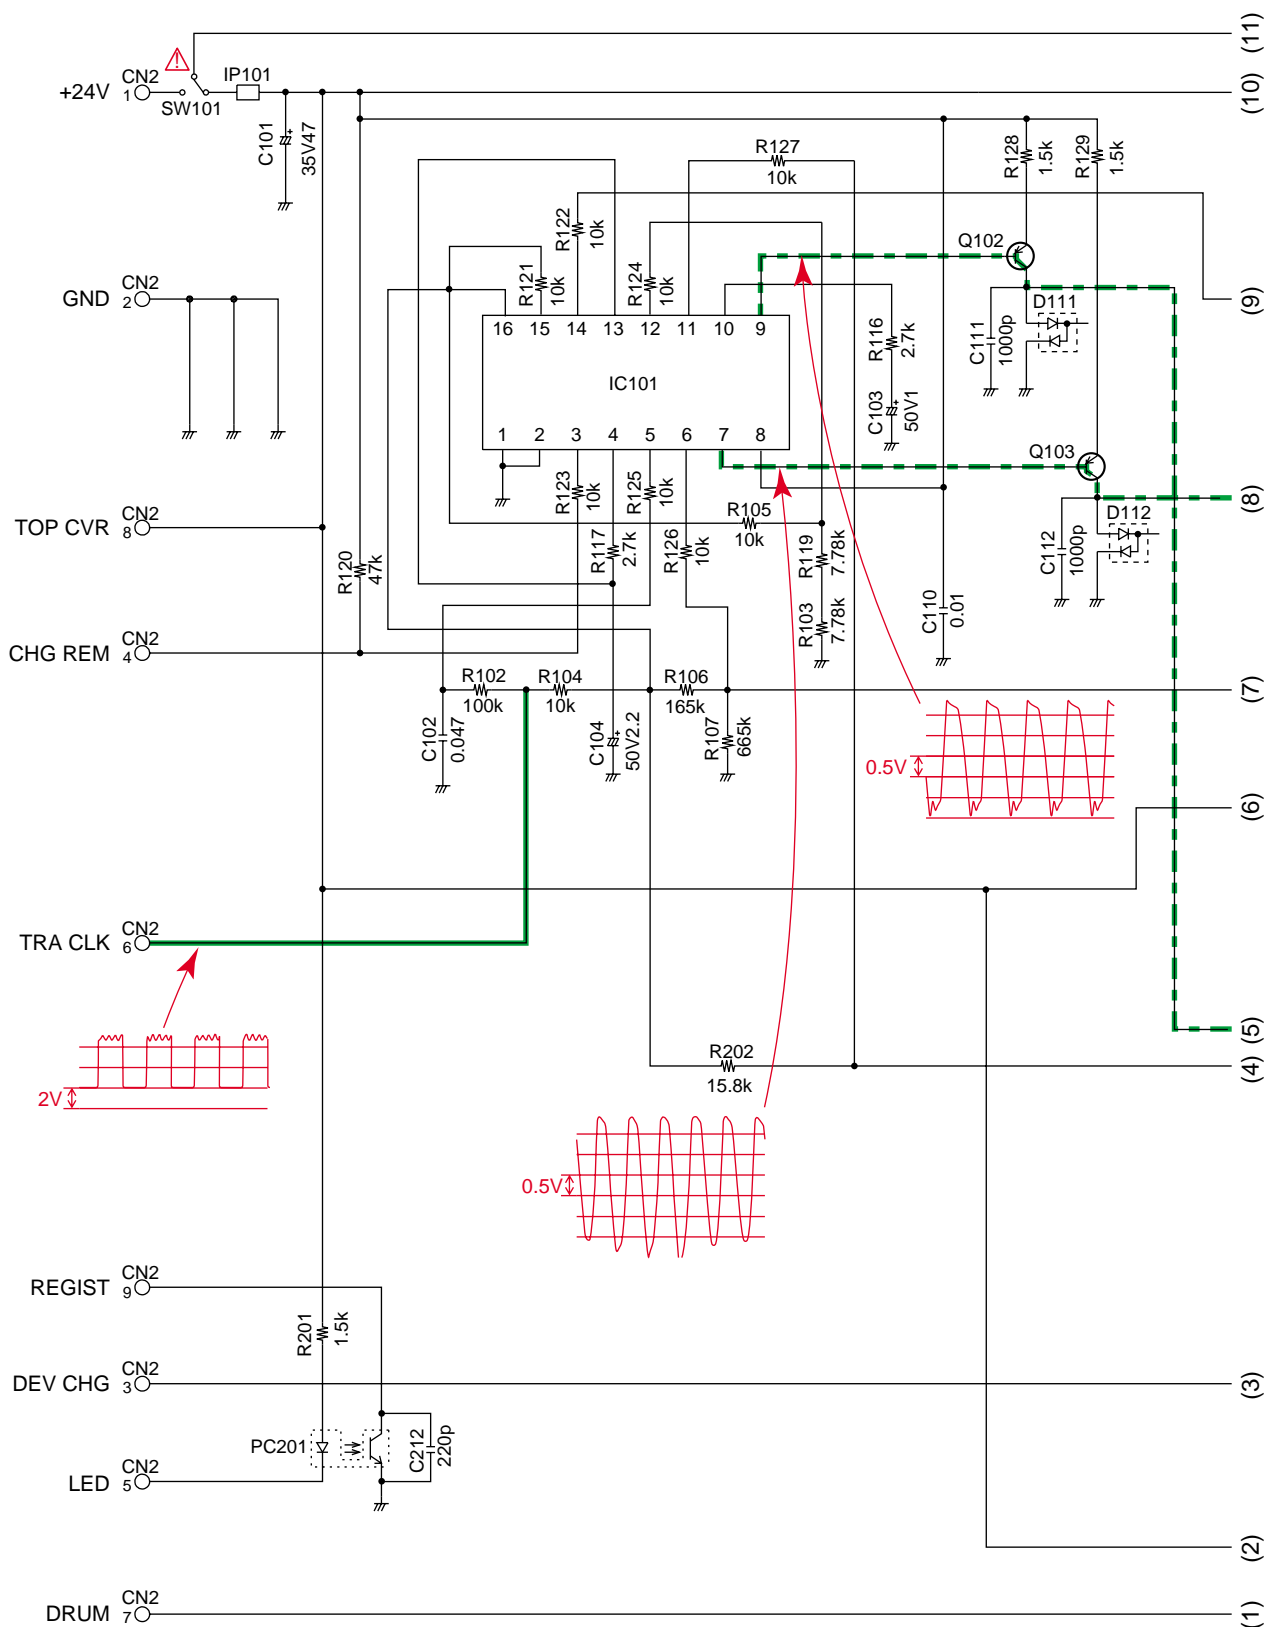 (11)
+24V
CN2
1
SW101
IP101
(10)
C101
35V47
R127
10k
R128
1.5k
R129
1.5k
R122
10k
Q102
R121
10k
R124
10k
GND
CN2
2
D111
(9)
16 15 14 13 12 11 10 9
IC101
1 2 3 4 5 6 7 8
R116
2.7k
C103
50V1
C111
1000p
Q103
R123
10k
R125
10k
(8)
TOP CVR
CN2
8
R105
10k
D112
R120
47k
R117
2.7k
R126
10k
R119
7.78k
C112
1000p
R103
7.78k
C110
0.01
CHG REM
CN2
4
R102
100k
R104
10k
R106
165k
(7)
C102
0.047
C104
50V2.2
R107
665k
0.5V
(6)
TRA CLK
CN2
6
(5)
2V
R202
15.8k
(4)
0.5V
REGIST
CN2
9
R201
1.5k
DEV CHG
CN2
3
(3)
PC201
C212
220p
LED
CN2
5
(2)
DRUM
CN2
7
(1)